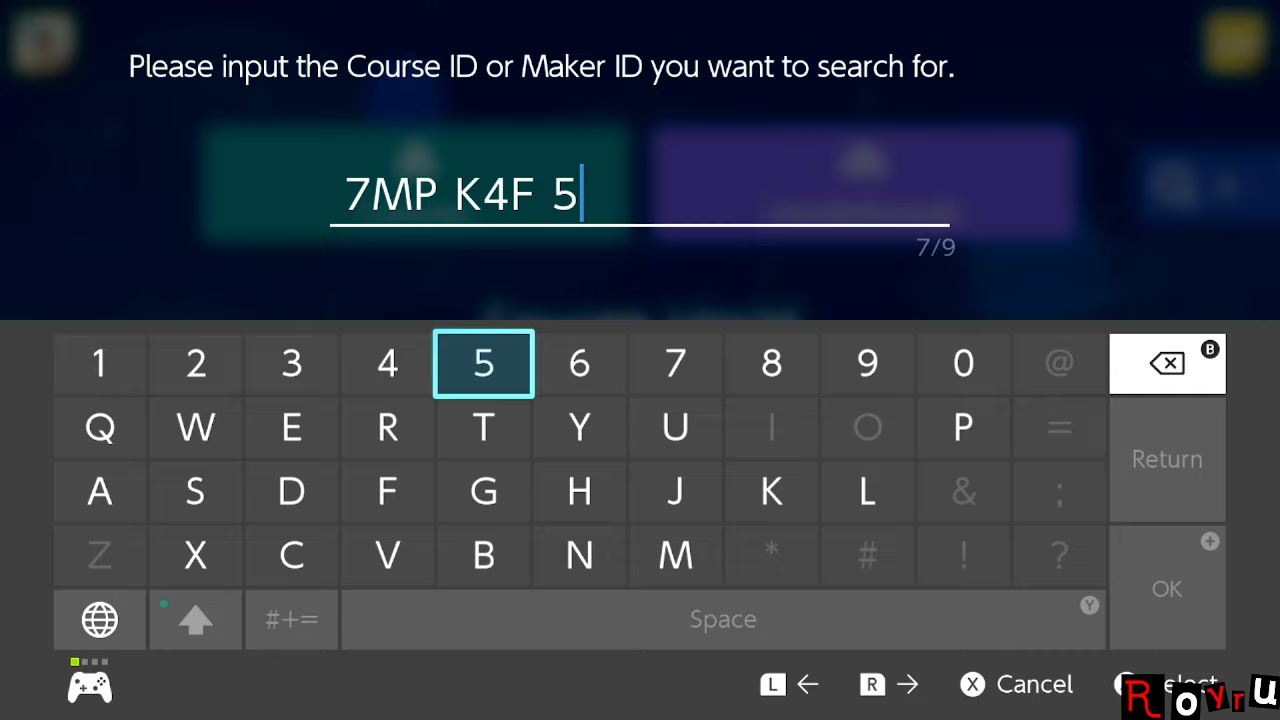 Please input the Course ID or Maker ID you want to search for.
7MP K4F 5
7/9
1 2 3 4 5 6 7 8 9 0 @ B
Q W E R T Y U I O P =
Return
A S D F G H J K L & ;
Z X C V B N M * # ! ? +
OK
#+= Space Y
L ← R → X Cancel
Royru